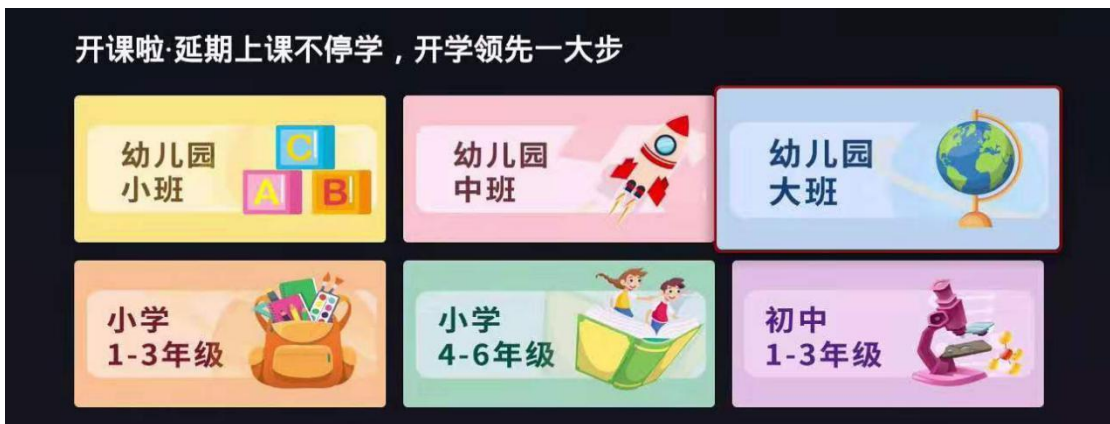 开课啦·延期上课不停学，开学领先一大步
幼儿园
小班
C
A B
幼儿园
中班
幼儿园
大班
小学
1-3年级
小学
4-6年级
初中
1-3年级